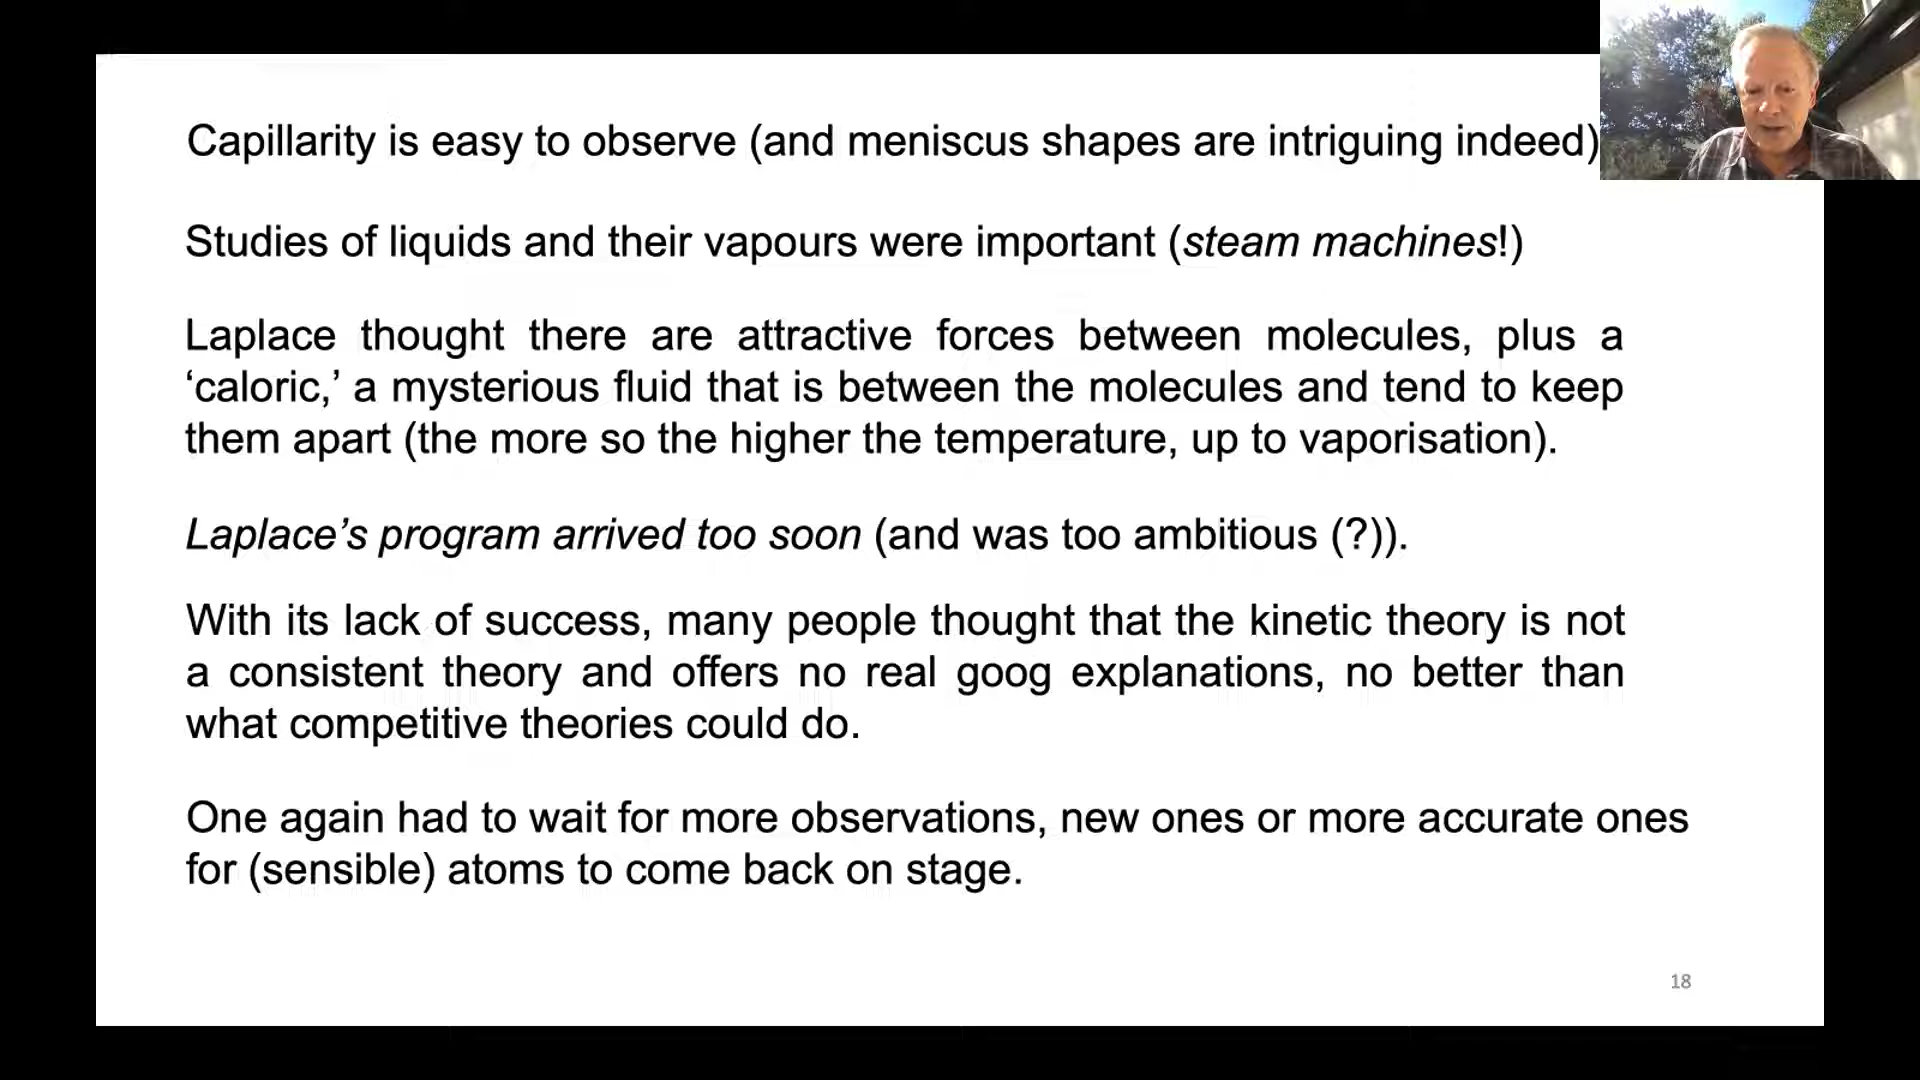 Capillarity is easy to observe (and meniscus shapes are intriguing indeed)
Studies of liquids and their vapours were important (steam machines!)
Laplace thought there are attractive forces between molecules, plus a
‘caloric,’ a mysterious fluid that is between the molecules and tend to keep
them apart (the more so the higher the temperature, up to vaporisation).
Laplace’s program arrived too soon (and was too ambitious (?)).
With its lack of success, many people thought that the kinetic theory is not
a consistent theory and offers no real goog explanations, no better than
what competitive theories could do.
One again had to wait for more observations, new ones or more accurate ones
for (sensible) atoms to come back on stage.
18